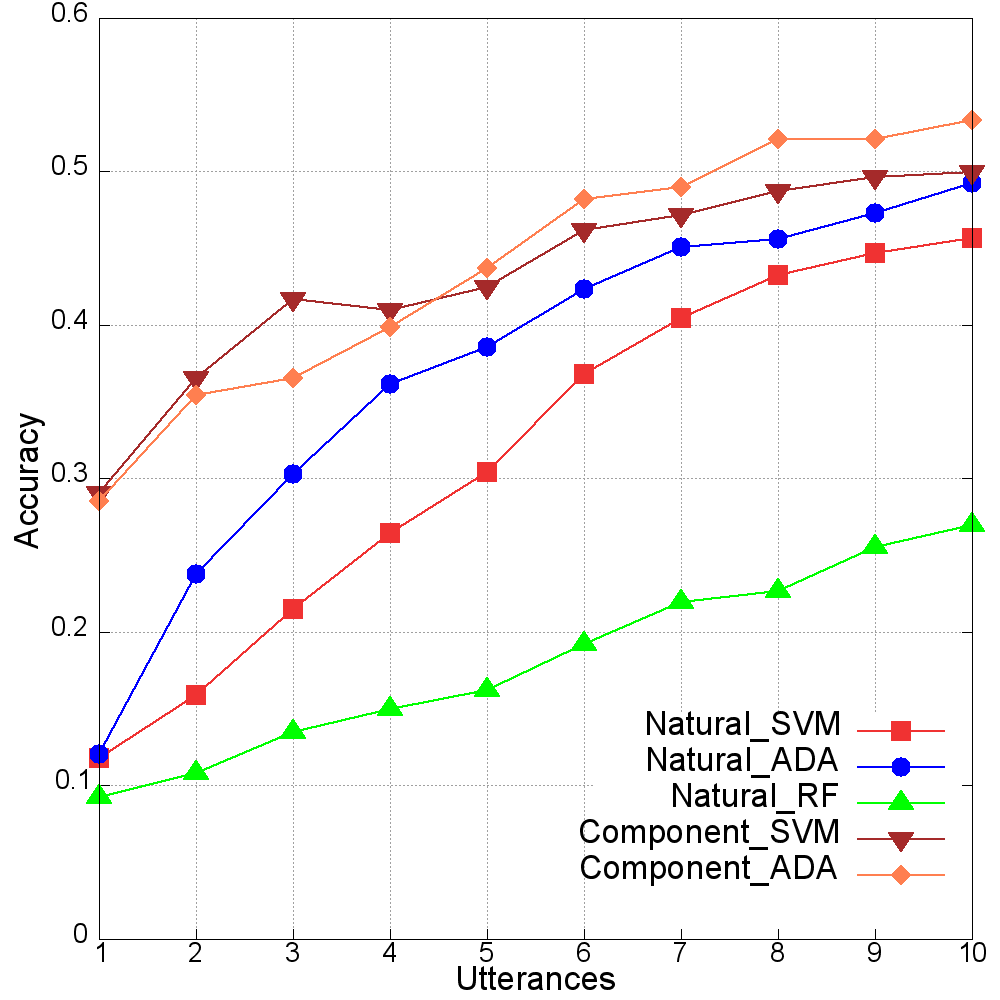 0.6
0.5
0.4
0.3
0.2
0.1
0
Accuracy
Natural_SVM
Natural_ADA
Natural_RF
Component_SVM
Component_ADA
1 2 3 4 5 6 7 8 9 10
Utterances